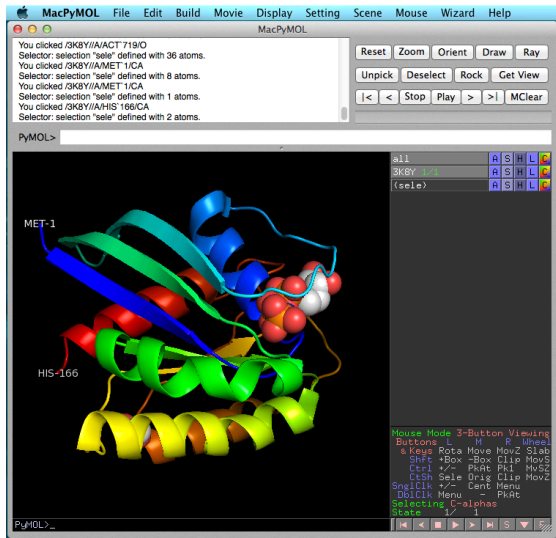 MacPyMOL File Edit Build Movie Display Setting Scene Mouse Wizard Help
MacPyMOL
You clicked /3K8Y//A/ACT`719/O
Selector: selection "sele" defined with 36 atoms.
You clicked /3K8Y//A/MET`1/CA
Selector: selection "sele" defined with 8 atoms.
You clicked /3K8Y//A/MET`1/CA
Selector: selection "sele" defined with 1 atoms.
You clicked /3K8Y//A/HIS`166/CA
Selector: selection "sele" defined with 2 atoms.
Reset Zoom Orient Draw Ray
Unpick Deselect Rock Get View
|< < Stop Play > >| MClear
PyMOL>
all A S H L C
3K8Y 1/1 A S H L C
(sele) A S H L C
MET-1
HIS-166
Mouse Mode 3-Button Viewing
Buttons L M R Wheel
& Keys Rota Move MovZ Slab
Shft +Box -Box Clip MovS
Ctrl +/- PkAt Pk1 MvSZ
CtSh Sele Orig Clip MovZ
SnglClk +/- Cent Menu
DblClk Menu - PkAt
Selecting C-alphas
State 1/ 1
PyMOL>_
S F